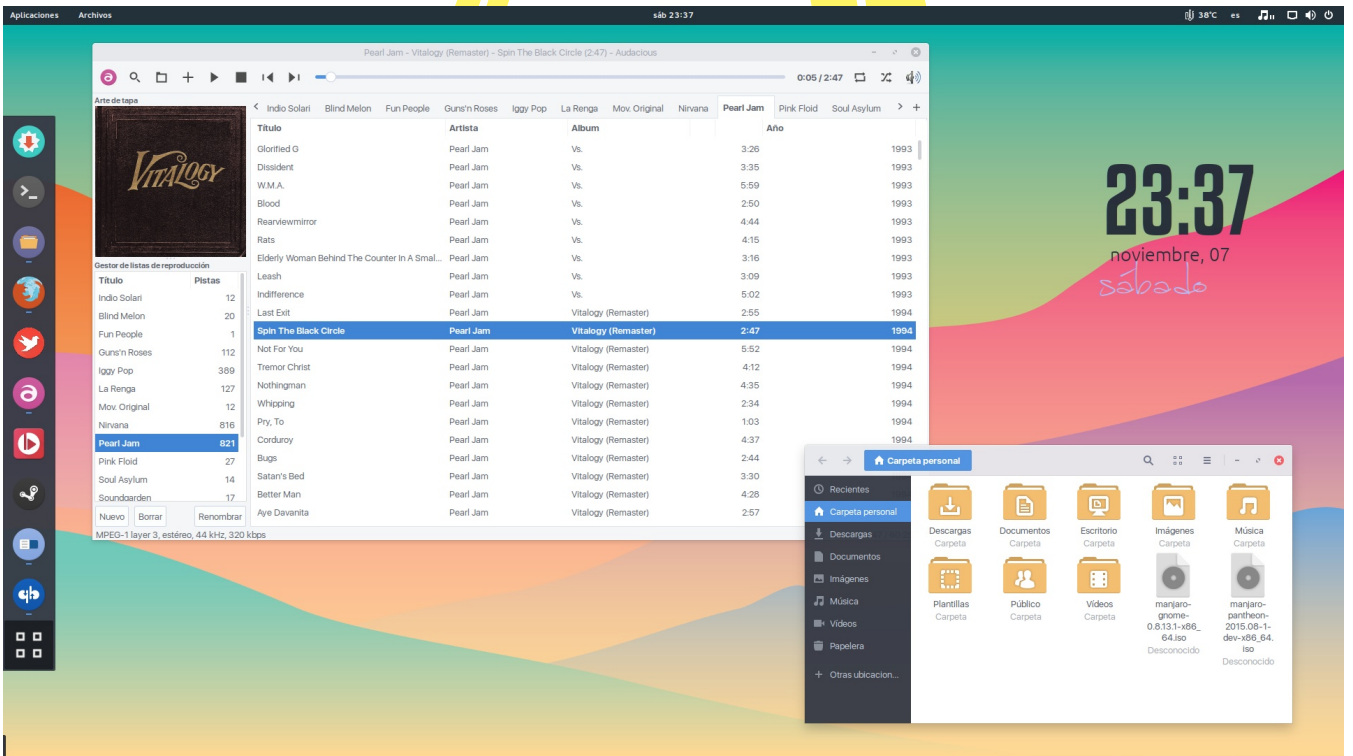 Aplicaciones Archivos sáb 23:37 38°C es
Pearl Jam - Vitalogy (Remaster) - Spin The Black Circle (2:47) - Audacious
0:05 / 2:47
Arte de tapa
VITALOGY
Indio Solari Blind Melon Fun People Guns'n Roses Iggy Pop La Renga Mov. Original Nirvana Pearl Jam Pink Floid Soul Asylum
Título Artista Album Año
Glorified G Pearl Jam Vs. 3:26 1993
Dissident Pearl Jam Vs. 3:35 1993
W.M.A. Pearl Jam Vs. 5:59 1993
Blood Pearl Jam Vs. 2:50 1993
Rearviewmirror Pearl Jam Vs. 4:44 1993
Rats Pearl Jam Vs. 4:15 1993
Elderly Woman Behind The Counter In A Smal... Pearl Jam Vs. 3:16 1993
Leash Pearl Jam Vs. 3:09 1993
Indifference Pearl Jam Vs. 5:02 1993
Last Exit Pearl Jam Vitalogy (Remaster) 2:55 1994
Spin The Black Circle Pearl Jam Vitalogy (Remaster) 2:47 1994
Not For You Pearl Jam Vitalogy (Remaster) 5:52 1994
Tremor Christ Pearl Jam Vitalogy (Remaster) 4:12 1994
Nothingman Pearl Jam Vitalogy (Remaster) 4:35 1994
Whipping Pearl Jam Vitalogy (Remaster) 2:34 1994
Pry, To Pearl Jam Vitalogy (Remaster) 1:03 1994
Corduroy Pearl Jam Vitalogy (Remaster) 4:37 1994
Bugs Pearl Jam Vitalogy (Remaster) 2:44
Satan's Bed Pearl Jam Vitalogy (Remaster) 3:30
Better Man Pearl Jam Vitalogy (Remaster) 4:28
Aye Davanita Pearl Jam Vitalogy (Remaster) 2:57
Gestor de listas de reproducción
Título Pistas
Indio Solari 12
Blind Melon 20
Fun People 1
Guns'n Roses 112
Iggy Pop 389
La Renga 127
Mov. Original 12
Nirvana 816
Pearl Jam 821
Pink Floid 27
Soul Asylum 14
Soundgarden 17
Nuevo Borrar Renombrar
MPEG-1 layer 3, estéreo, 44 kHz, 320 kbps
23:37
noviembre, 07
sábado
Carpeta personal
Recientes
Carpeta personal
Descargas
Documentos
Imágenes
Música
Vídeos
Papelera
Otras ubicacion...
Descargas Documentos Escritorio Imágenes Música
Carpeta Carpeta Carpeta Carpeta Carpeta
Plantillas Público Vídeos
Carpeta Carpeta Carpeta
manjaro-
gnome-
0.8.13.1-x86_
64.iso
Desconocido
manjaro-
pantheon-
2015.08-1-
dev-x86_64.
iso
Desconocido